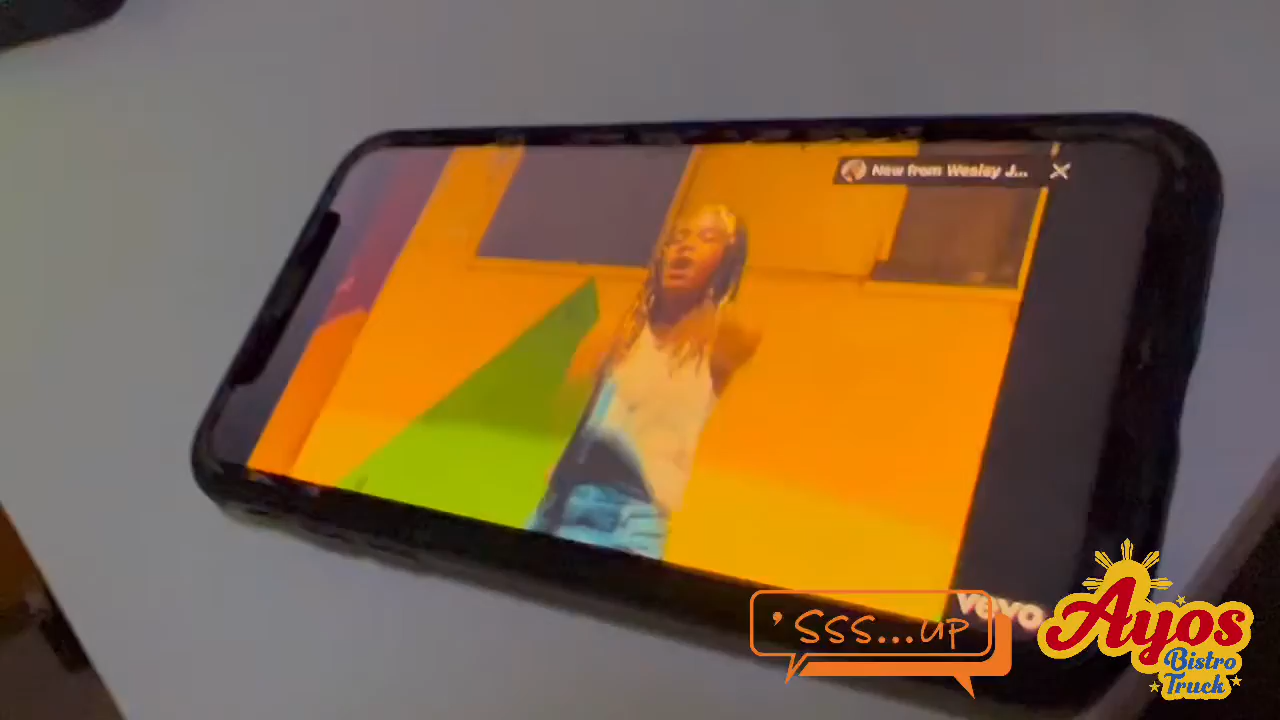 New from Wesley J...
vevo
’sss...up
Ayos
Bistro
Truck